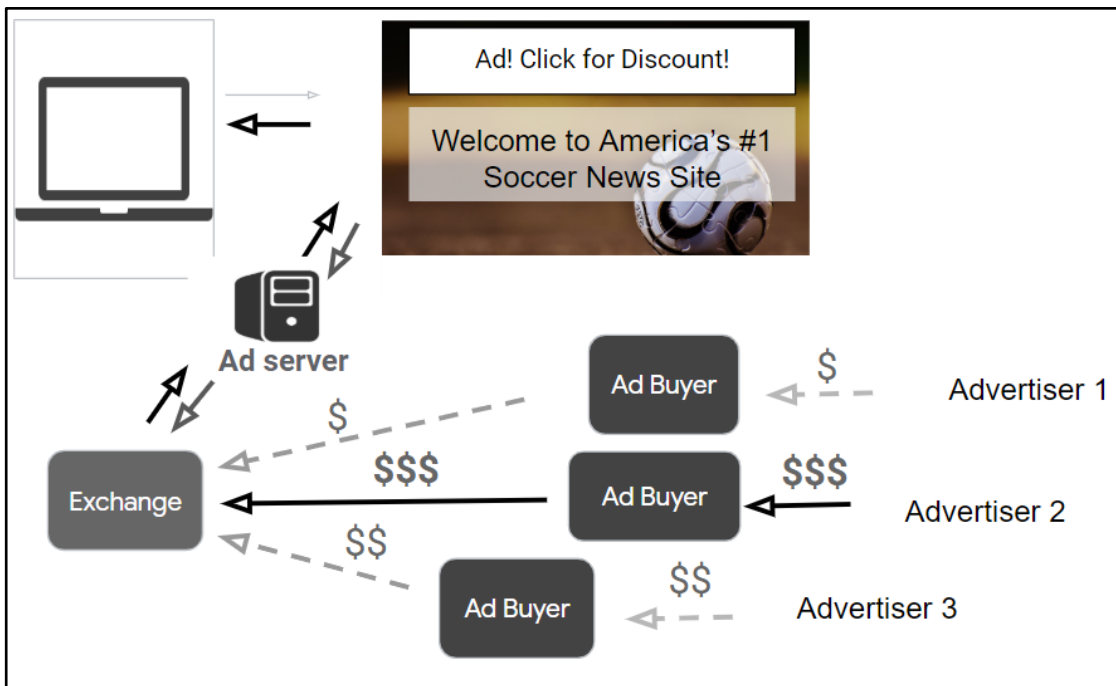 Ad! Click for Discount!
Welcome to America's #1
Soccer News Site
Ad server
Ad Buyer
$
Advertiser 1
$
$$$
Ad Buyer
$$$
Advertiser 2
Exchange
$$
Ad Buyer
$$
Advertiser 3